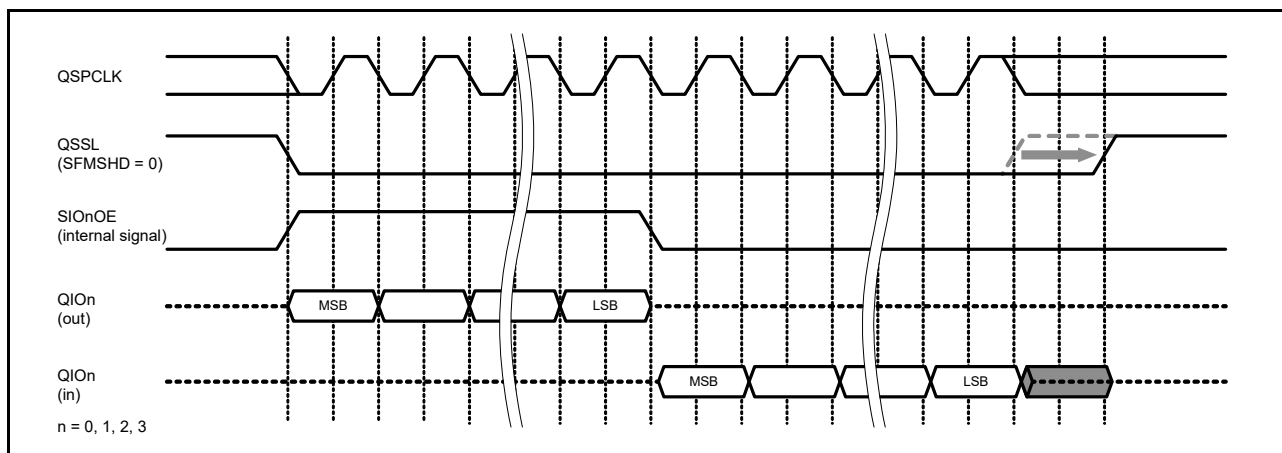 QSPCLK
QSSL
(SFMSHD = 0)
SIOnOE
(internal signal)
QIOn
(out)
MSB
LSB
QIOn
(in)
MSB
LSB
n = 0, 1, 2, 3